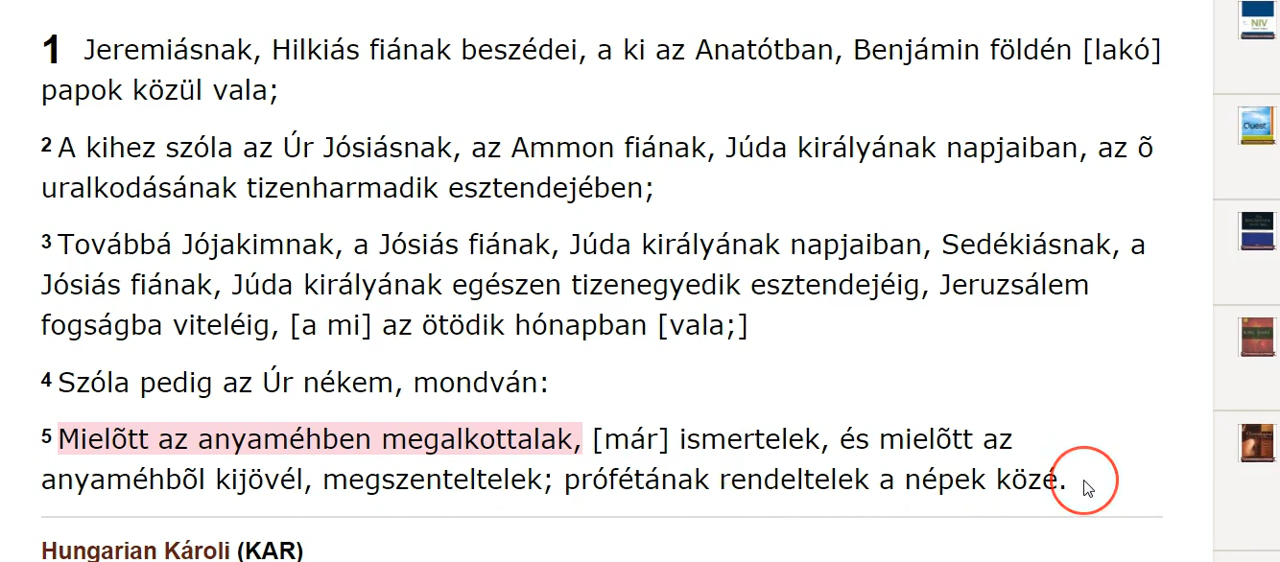 1 Jeremiásnak, Hilkiás fiának beszédei, a ki az Anatótban, Benjámin földén [lakó]
papok közül vala;
2 A kihez szóla az Úr Jósiásnak, az Ammon fiának, Júda királyának napjaiban, az õ
uralkodásának tizenharmadik esztendejében;
3 Továbbá Jójakimnak, a Jósiás fiának, Júda királyának napjaiban, Sedékiásnak, a
Jósiás fiának, Júda királyának egészen tizenegyedik esztendejéig, Jeruzsálem
fogságba viteléig, [a mi] az ötödik hónapban [vala;]
4 Szóla pedig az Úr nékem, mondván:
5 Mielõtt az anyaméhben megalkottalak, [már] ismertelek, és mielõtt az
anyaméhbõl kijövél, megszenteltelek; prófétának rendeltelek a népek közé.
Hungarian Károli (KAR)
NIV
Quest